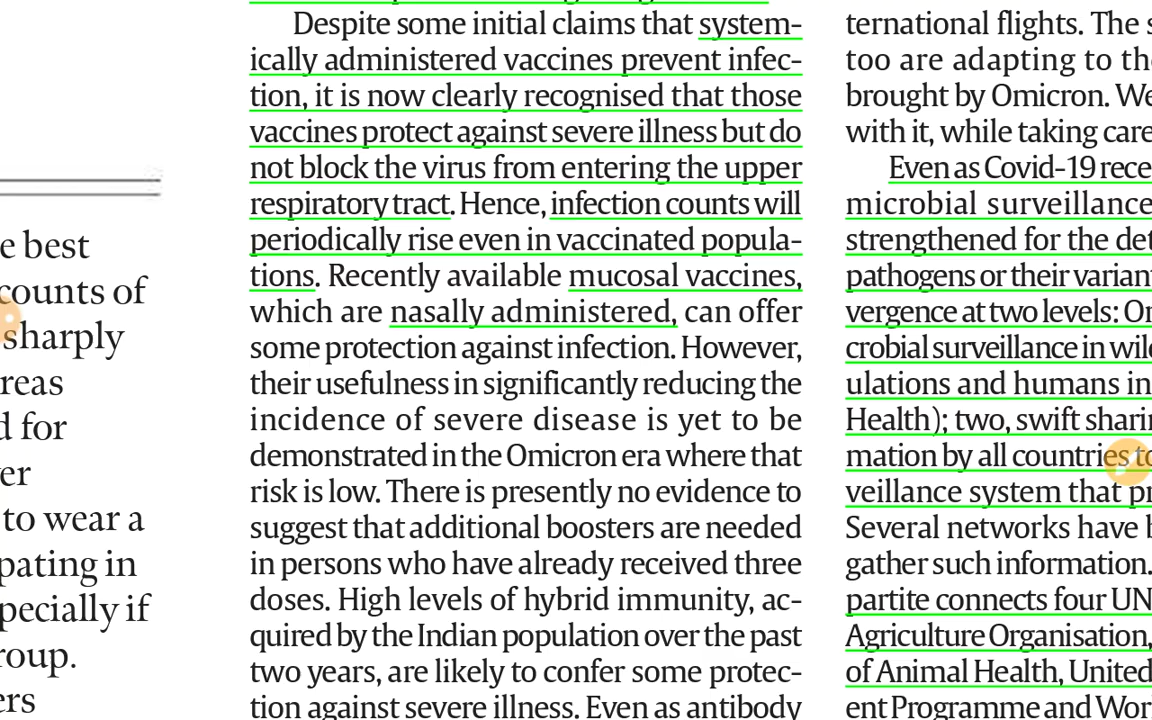 e best
counts of
sharply
reas
d for
er
to wear a
pating in
pecially if
roup.
ers
Despite some initial claims that system-
ically administered vaccines prevent infec-
tion, it is now clearly recognised that those
vaccines protect against severe illness but do
not block the virus from entering the upper
respiratory tract. Hence, infection counts will
periodically rise even in vaccinated popula-
tions. Recently available mucosal vaccines,
which are nasally administered, can offer
some protection against infection. However,
their usefulness in significantly reducing the
incidence of severe disease is yet to be
demonstrated in the Omicron era where that
risk is low. There is presently no evidence to
suggest that additional boosters are needed
in persons who have already received three
doses. High levels of hybrid immunity, ac-
quired by the Indian population over the past
two years, are likely to confer some protec-
tion against severe illness. Even as antibody
ternational flights. The s
too are adapting to th
brought by Omicron. We
with it, while taking care
Even as Covid-19 rece
microbial surveillance
strengthened for the det
pathogens or their variant
vergence at two levels: On
crobial surveillance in wild
ulations and humans in
Health); two, swift sharin
mation by all countries to
veillance system that pr
Several networks have b
gather such information.
partite connects four UN
Agriculture Organisation,
of Animal Health, United
ent Programme and Wor